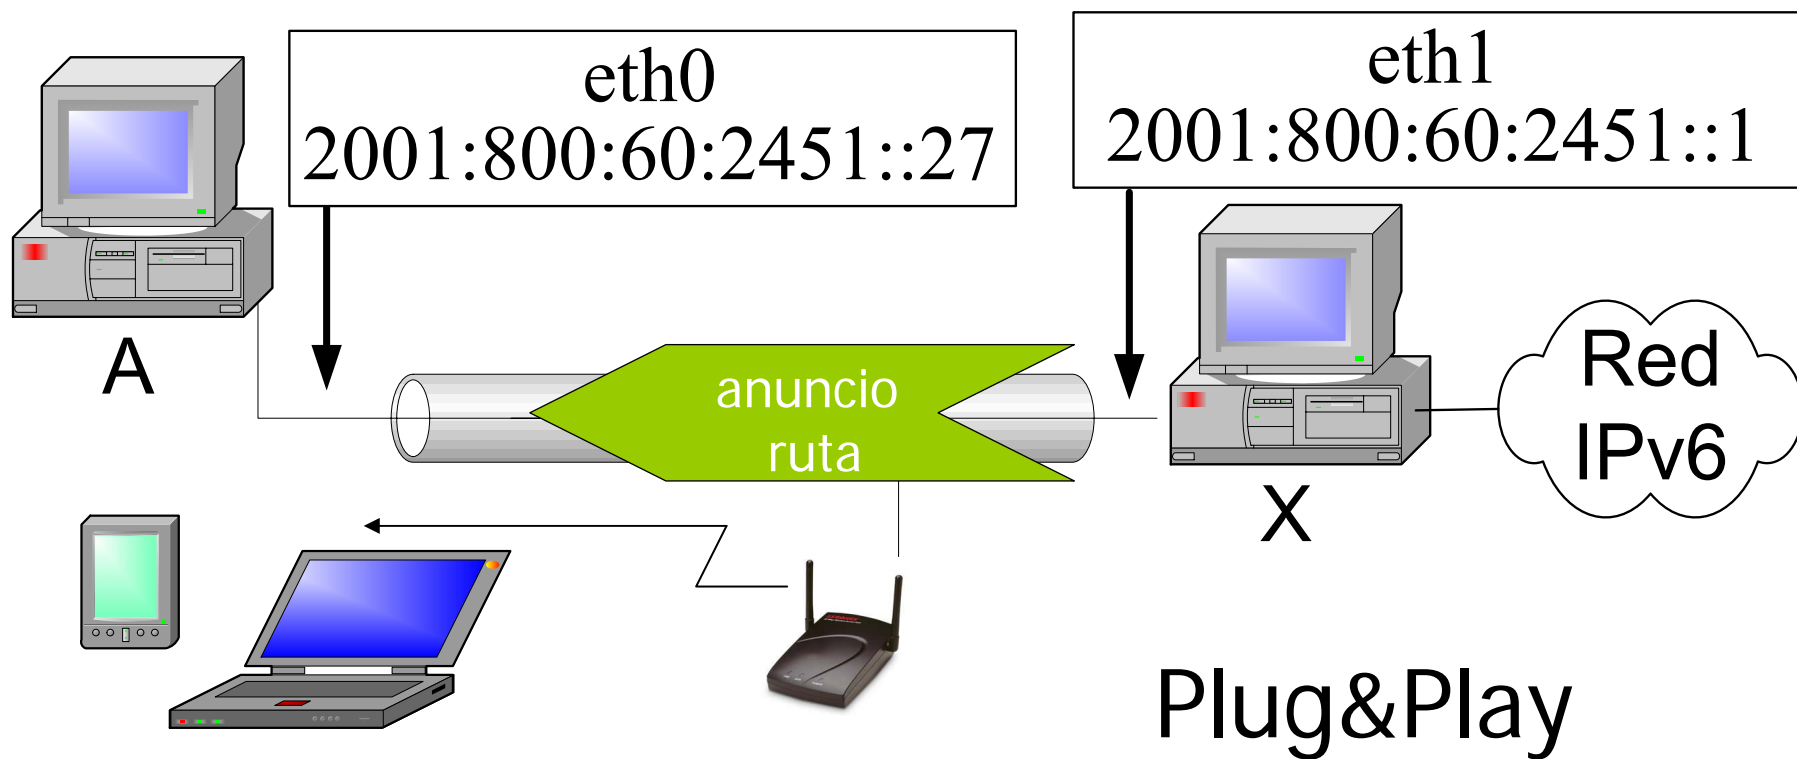 eth0
2001:800:60:2451::27
eth1
2001:800:60:2451::1
A
anuncio
ruta
X
Red
IPv6
Plug&Play